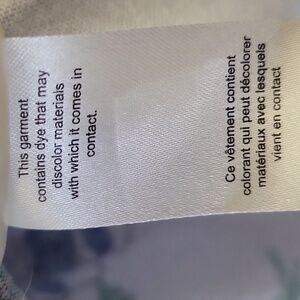 This garment
contains dye that may
discolor materials
with which it comes in
contact.
Ce vêtement contient
colorant qui peut décolorer
matériaux avec lesquels
vient en contact